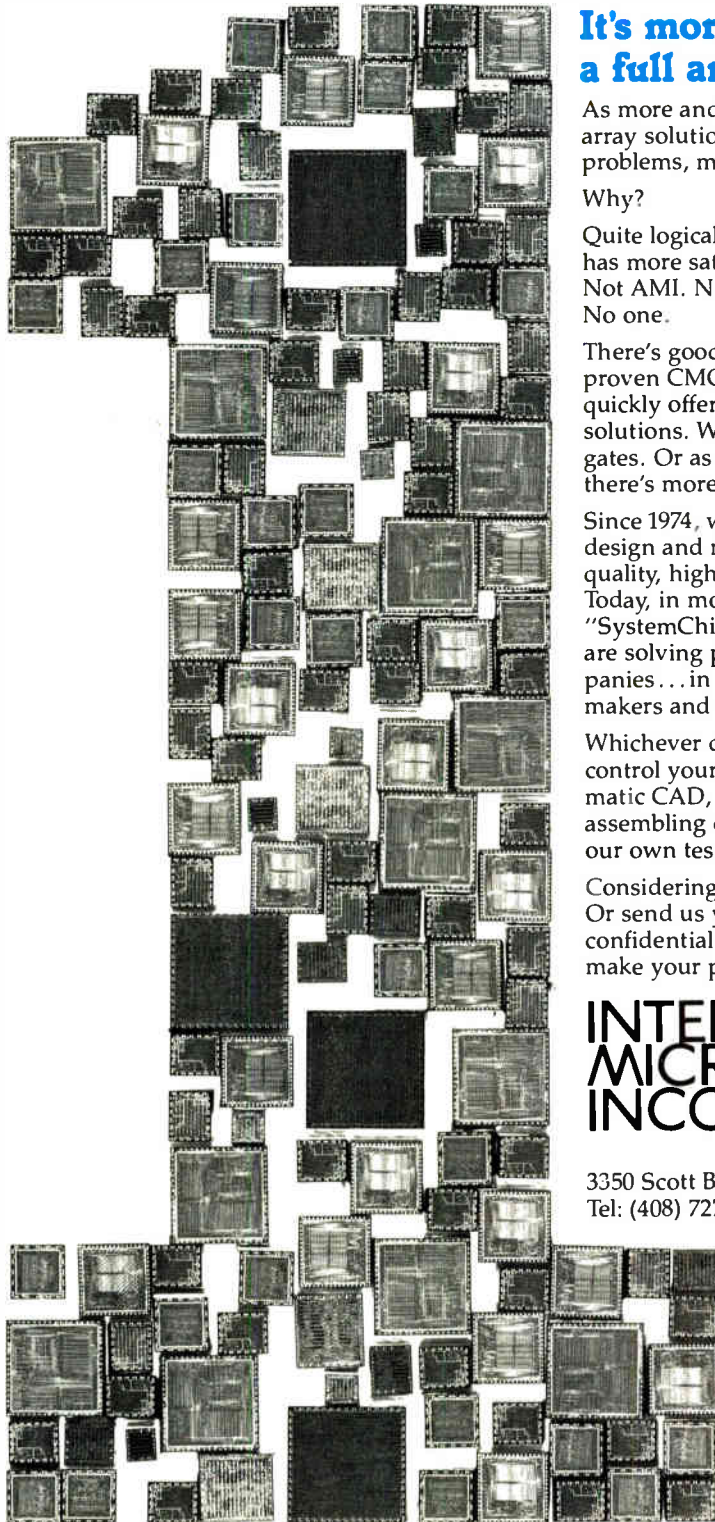 It's mor
a full ar
As more and
array solutio
problems, m
Why?
Quite logical
has more sat
Not AMI. N
No one.
There's good
proven CMO
quickly offer
solutions. W
gates. Or as
there's more
Since 1974, w
design and r
quality, high
Today, in mo
"SystemChi
are solving p
panies...in
makers and
Whichever o
control your
matic CAD,
assembling o
our own tes
Considering
Or send us y
confidential
make your p
INTE
MICR
INCO
3350 Scott B
Tel: (408) 727